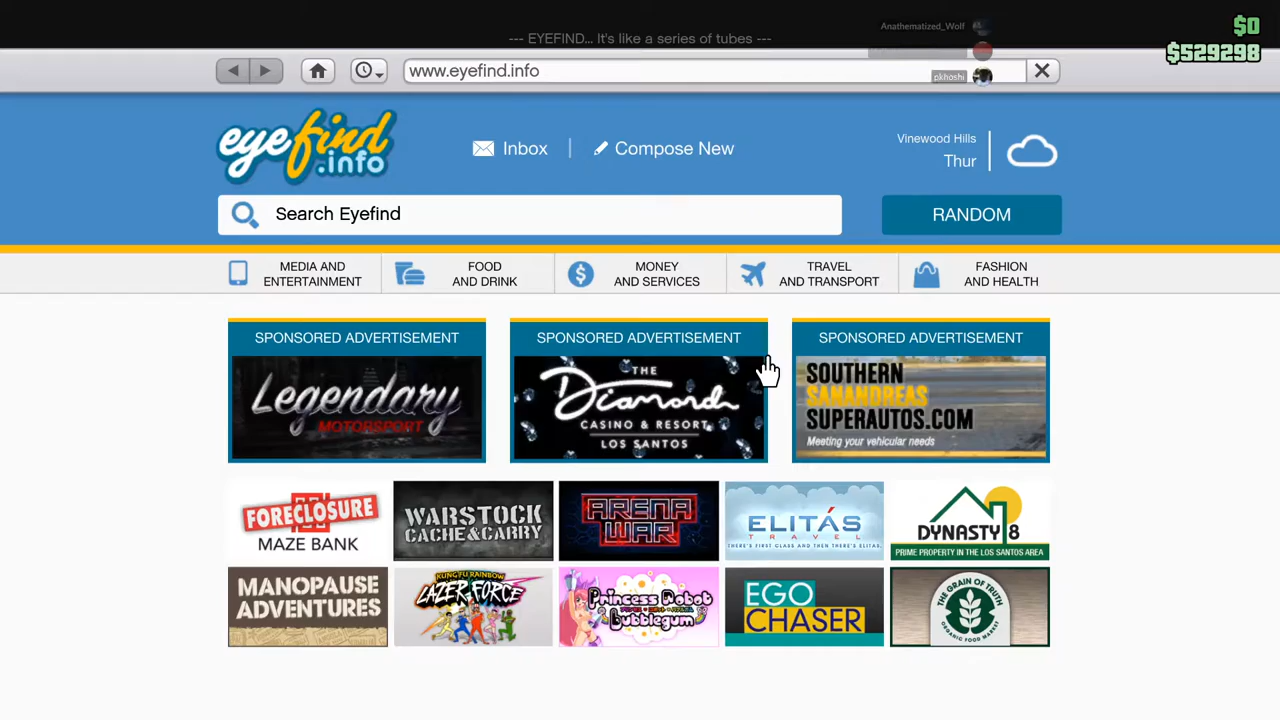 Anathematized_Wolf
$0
--- EYEFIND... It's like a series of tubes ---
$529298
www.eyefind.info
pkhoshi
eyefind
.info
Inbox
Compose New
Vinewood Hills
Thur
Search Eyefind
RANDOM
MEDIA AND
ENTERTAINMENT
FOOD
AND DRINK
MONEY
AND SERVICES
TRAVEL
AND TRANSPORT
FASHION
AND HEALTH
SPONSORED ADVERTISEMENT
Legendary
MOTORSPORT
SPONSORED ADVERTISEMENT
THE
Diamond
CASINO & RESORT
LOS SANTOS
SPONSORED ADVERTISEMENT
SOUTHERN
SANANDREAS
SUPERAUTOS.COM
Meeting your vehicular needs
FORECLOSURE
MAZE BANK
WARSTOCK
CACHE & CARRY
ARENA
WAR
ELITÁS
TRAVEL
THERE'S FIRST CLASS AND THEN THERE'S ELITAS.
DYNASTY 8
PRIME PROPERTY IN THE LOS SANTOS AREA
MANOPAUSE
ADVENTURES
KUNG FU RAINBOW
LAZER FORCE
Princess Robot
Bubblegum
EGO
CHASER
THE GRAIN OF TRUTH
ORGANIC FOOD MARKET